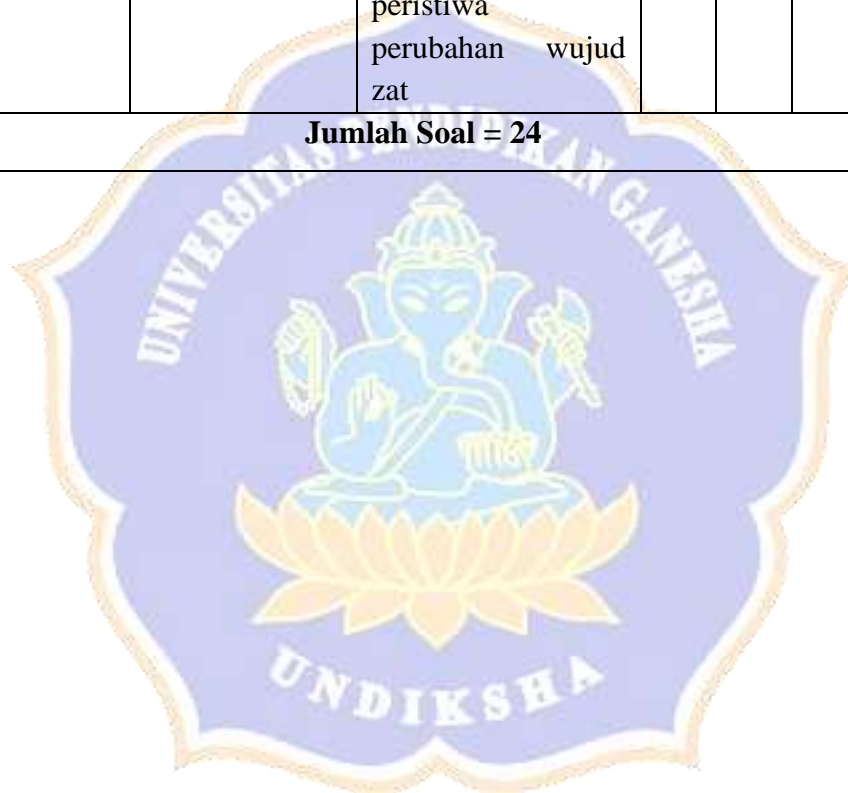 peristiwa
perubahan wujud
zat
Jumlah Soal = 24
UNIVERSITAS PENDIDIKAN GANESHA
UNDIKSHA